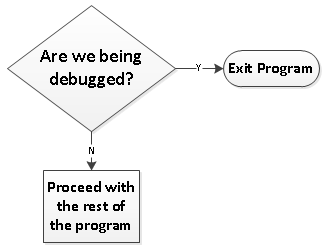 Are we being
debugged?
Y
Exit Program
N
Proceed with
the rest of
the program